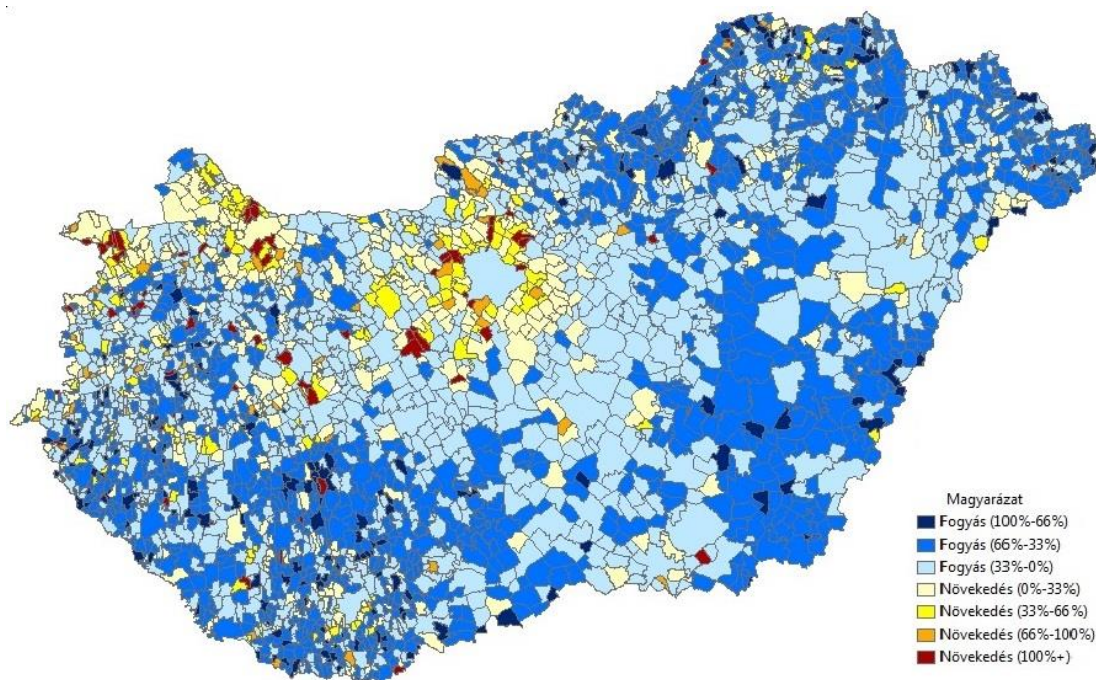 Magyarázat
Fogyás (100%-66%)
Fogyás (66%-33%)
Fogyás (33%-0%)
Növekedés (0%-33%)
Növekedés (33%-66%)
Növekedés (66%-100%)
Növekedés (100%+)